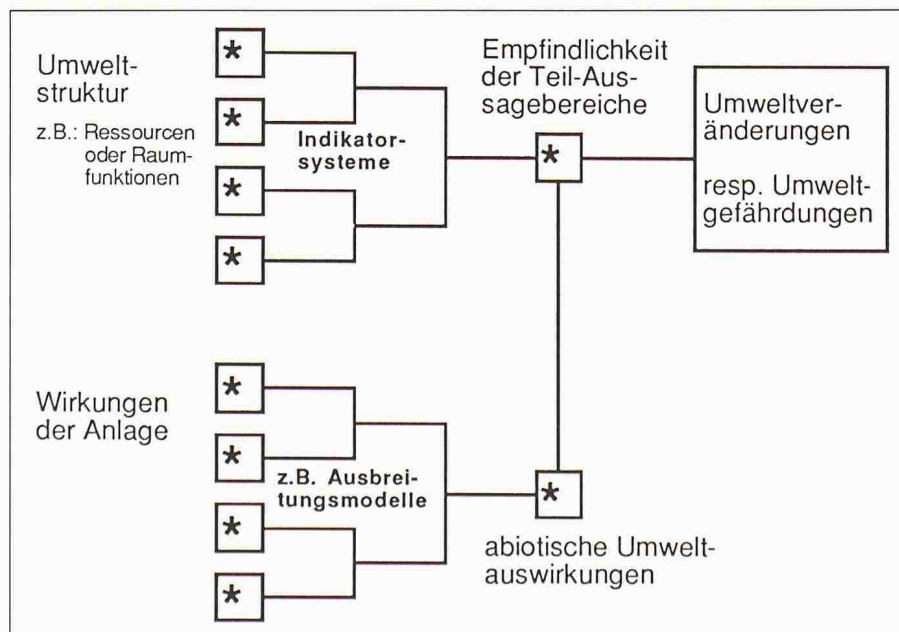 Umwelt-
struktur
z.B.: Ressourcen
oder Raum-
funktionen
*
*
*
*
Indikator-
systeme
Empfindlichkeit
der Teil-Aus-
sagebereiche
*
Umweltver-
änderungen
resp. Umwelt-
gefährdungen
Wirkungen
der Anlage
*
*
*
*
z.B. Ausbrei-
tungsmodelle
*
abiotische Umwelt-
auswirkungen